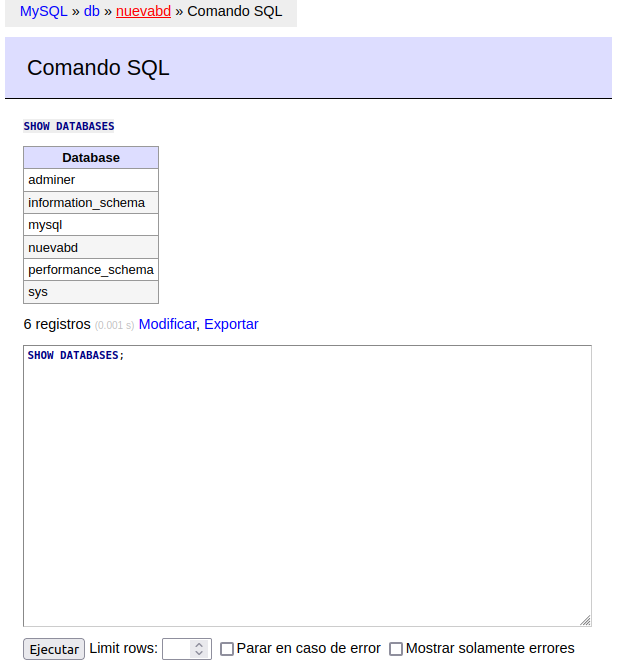 MySQL » db » nuevabd » Comando SQL
Comando SQL
SHOW DATABASES
Database
adminer
information_schema
mysql
nuevabd
performance_schema
sys
6 registros (0.001 s) Modificar, Exportar
SHOW DATABASES;
Ejecutar Limit rows: Parar en caso de error Mostrar solamente errores